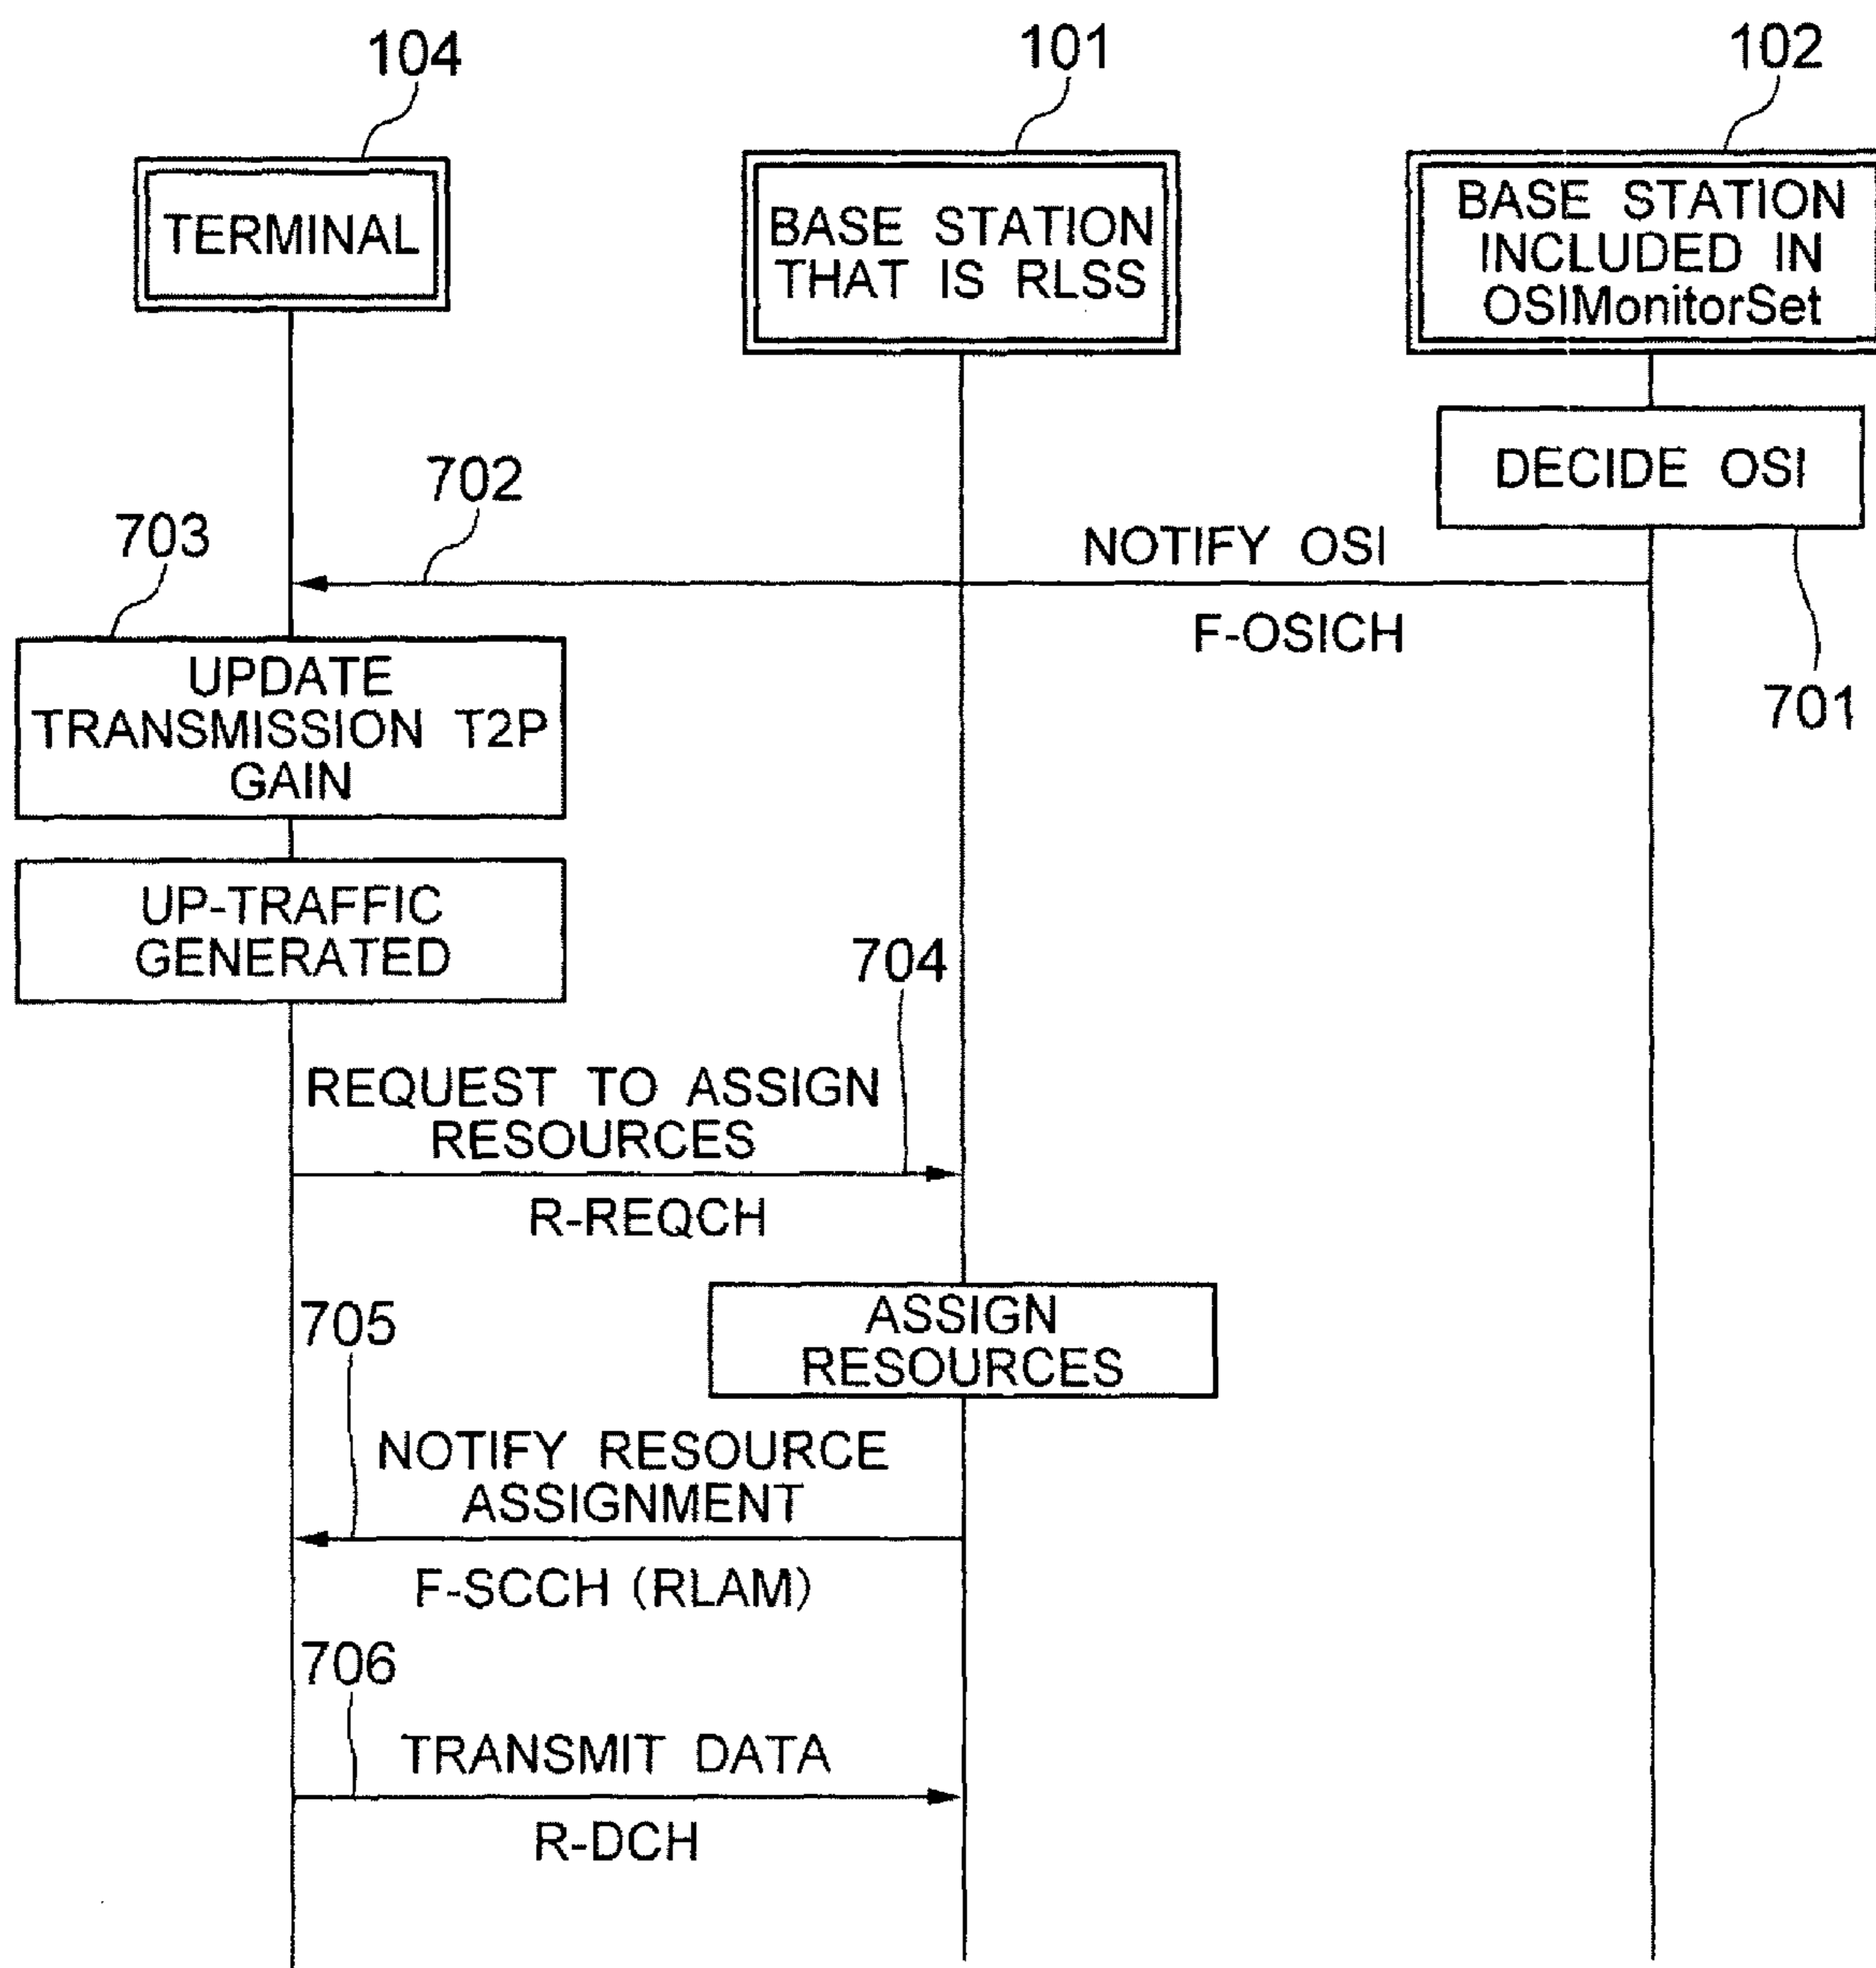 104
101
102
TERMINAL
BASE STATION
THAT IS RLSS
BASE STATION
INCLUDED IN
OSIMonitorSet
DECIDE OSI
702
703
NOTIFY OSI
F-OSICH
701
UPDATE
TRANSMISSION T2P
GAIN
UP-TRAFFIC
GENERATED
704
REQUEST TO ASSIGN
RESOURCES
R-REQCH
ASSIGN
RESOURCES
705
NOTIFY RESOURCE
ASSIGNMENT
F-SCCH (RLAM)
706
TRANSMIT DATA
R-DCH